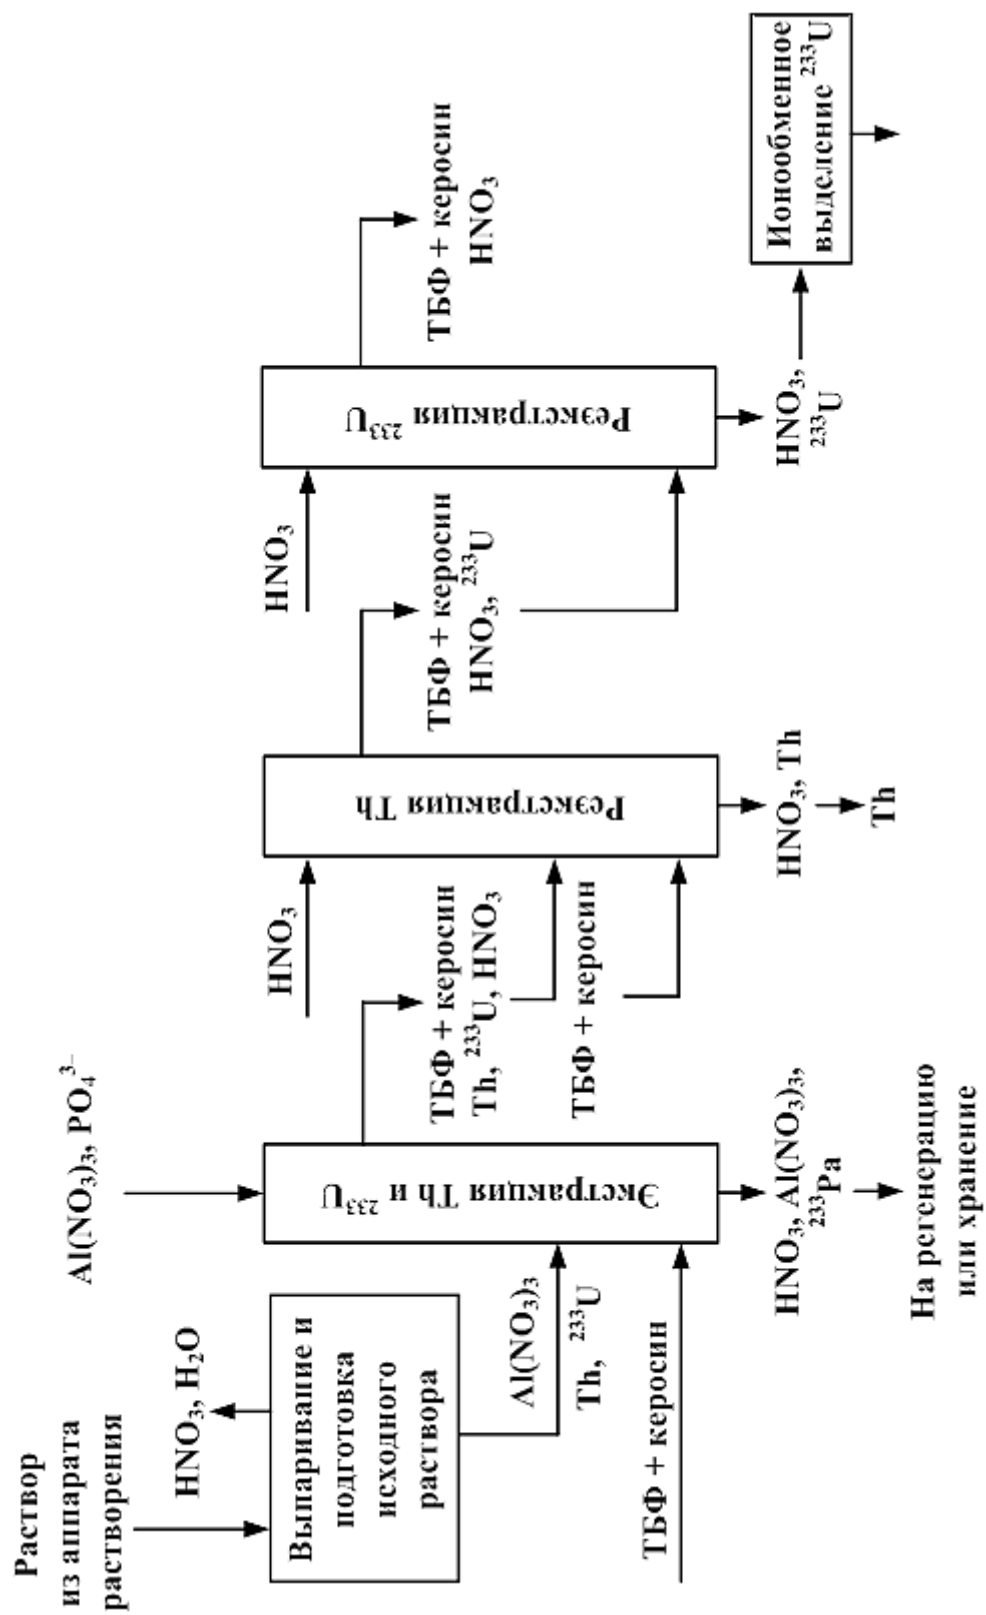 Раствор
из аппарата
растворения
HNO₃, H₂O
Выпаривание и
подготовка
исходного
раствора
Al(NO₃)₃
Th, ²³³U
ТБФ + керосин
Al(NO₃)₃, PO₄³⁻
Экстракция Th и ²³³U
HNO₃, Al(NO₃)₃,
²³³Pa
На регенерацию
или хранение
HNO₃
ТБФ + керосин
Th, ²³³U, HNO₃
ТБФ + керосин
Реэкстракция Th
HNO₃, Th
Th
HNO₃
ТБФ + керосин
HNO₃, ²³³U
Реэкстракция ²³³U
HNO₃,
²³³U
ТБФ + керосин
HNO₃
Ионообменное
выделение ²³³U